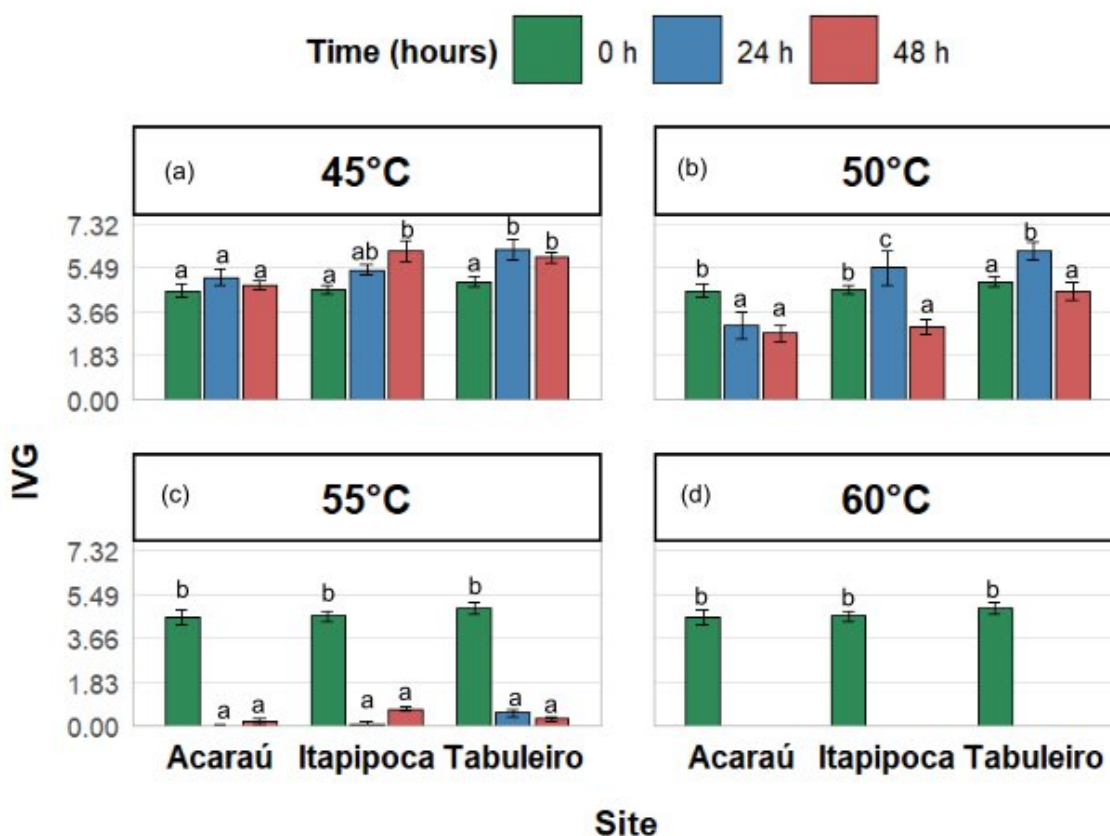 Time (hours) 0 h 24 h 48 h
(a) 45°C
(b) 50°C
7.32
5.49
3.66
1.83
0.00
a a a a ab b a b b
b a a b c a a b a
IVG
(c) 55°C
(d) 60°C
7.32
5.49
3.66
1.83
0.00
b a a b a a b a a
b b b
Acaraú Itapipoca Tabuleiro
Acaraú Itapipoca Tabuleiro
Site